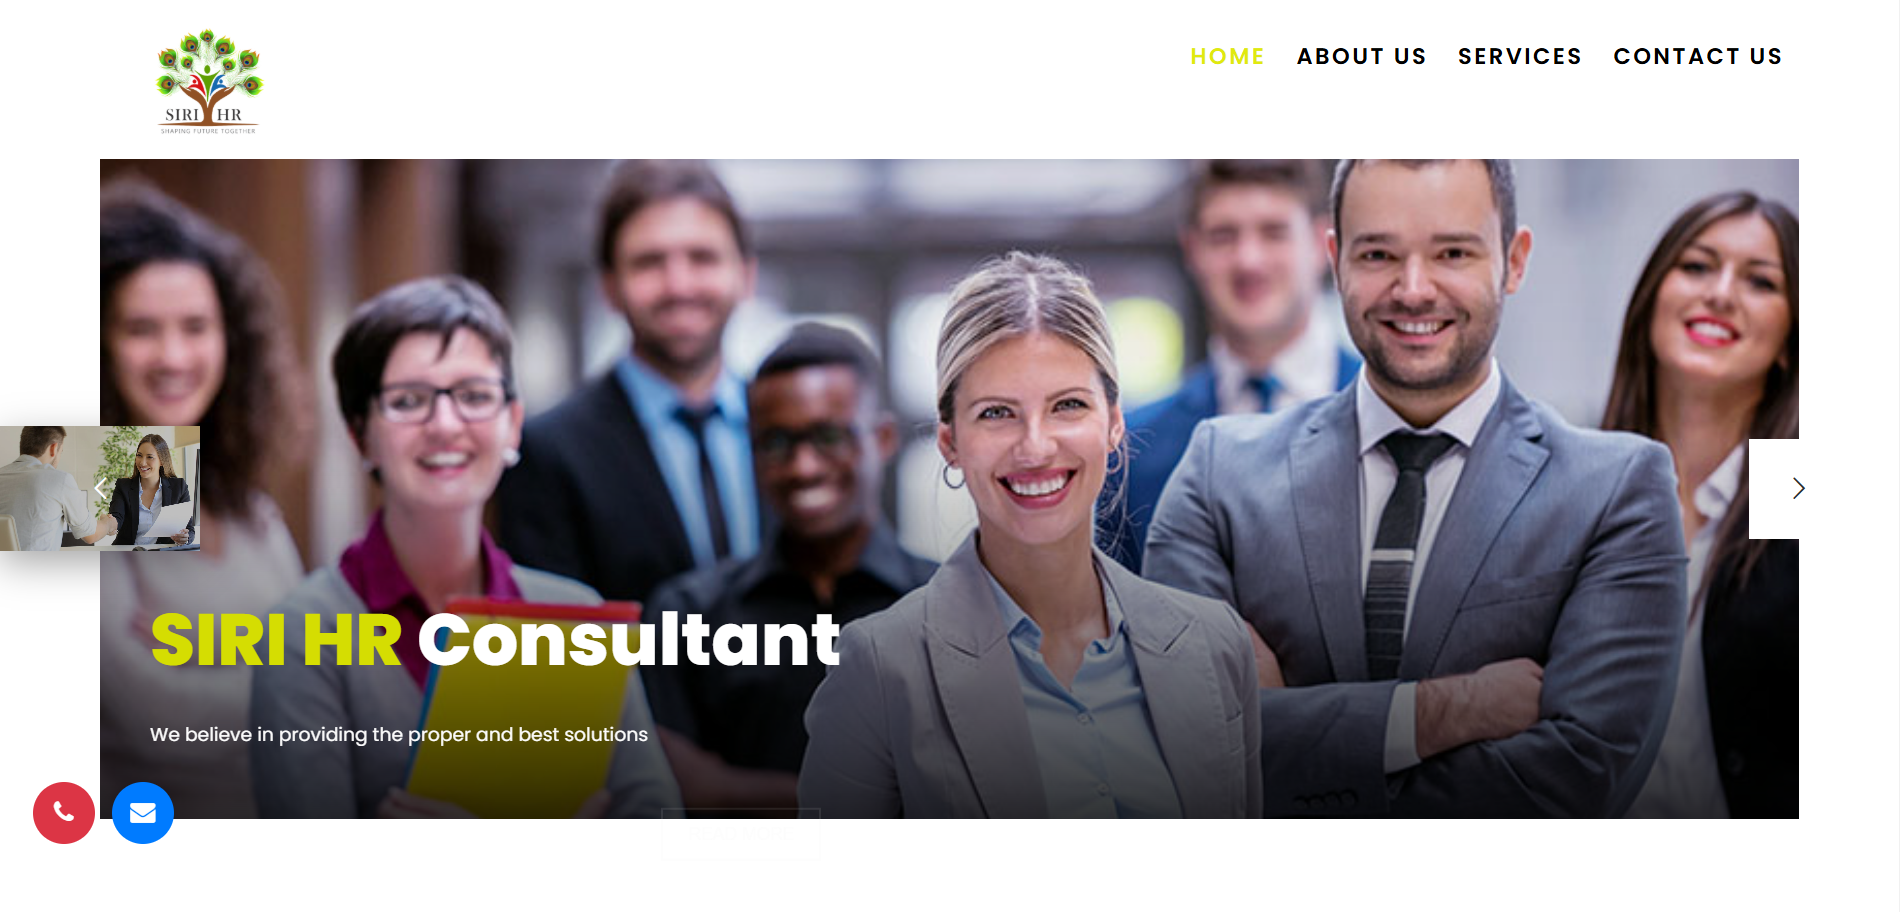 SIRI HR
SHAPING FUTURE TOGETHER
HOME ABOUT US SERVICES CONTACT US
SIRI HR Consultant
We believe in providing the proper and best solutions